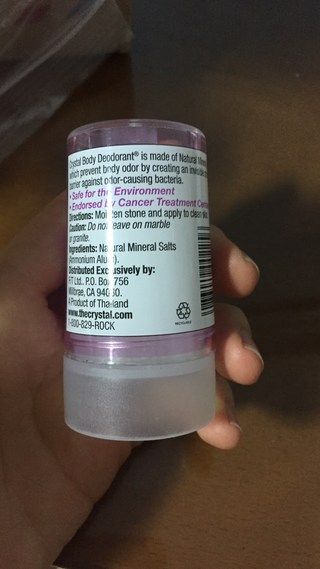 Crystal Body Deodorant® is made of Natural Mineral
which prevent body odor by creating an invisible
barrier against odor-causing bacteria.
• Safe for the Environment
• Endorsed by Cancer Treatment
Directions: Moisten stone and apply to clean skin
Caution: Do not leave on marble
or granite.
Ingredients: Natural Mineral Salts
(Ammonium Alum).
Distributed Exclusively by:
FIT Ltd., P.O. Box 756
Millbrae, CA 94030.
A Product of Thailand
www.thecrystal.com
1-800-829-ROCK
RECYCLABLE